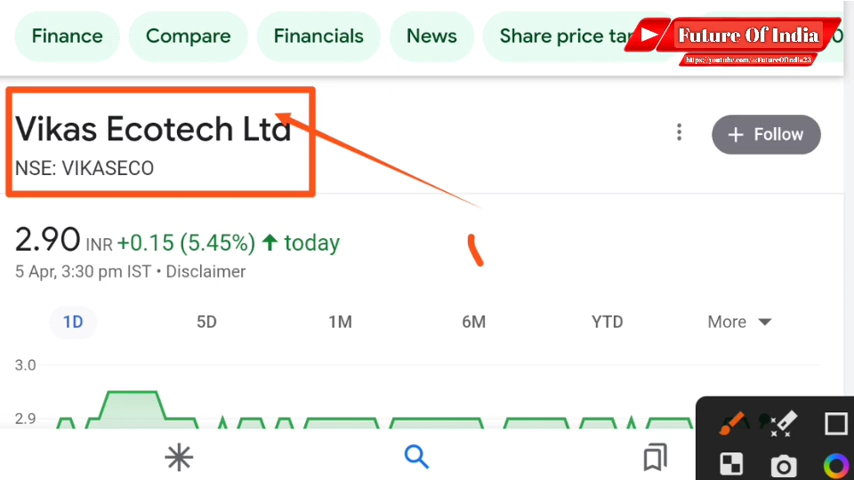 Finance Compare Financials News Share price tar
Future Of India
Vikas Ecotech Ltd
NSE: VIKASECO
+ Follow
2.90 INR +0.15 (5.45%) ↑ today
5 Apr, 3:30 pm IST • Disclaimer
1D 5D 1M 6M YTD More
3.0
2.9